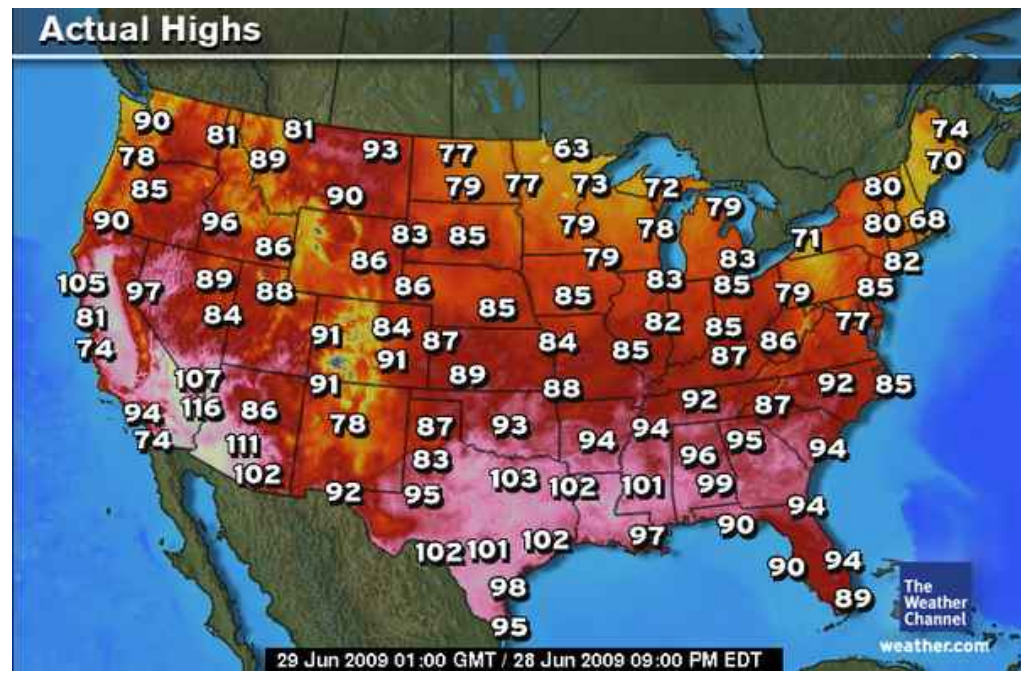 Actual Highs
90 81 81 93 77 63 74
78 89 70
85 90 79 77 73 72 79 80
90 96 83 85 79 78 80 68
86 86 79 71 82
105 97 89 88 86 85 85 83 83 85 79 85
81 84 91 84 87 84 82 85 86 77
74 91 85 87
107 91 89 88 92 92 85
94 116 86 78 87 93 94 94 87
74 111 83 96 95 94
102 92 95 103 102 101 99 94
102 101 102 97 90
98 90 94
95 89
The
Weather
Channel
weather.com
29 Jun 2009 01:00 GMT / 28 Jun 2009 09:00 PM EDT